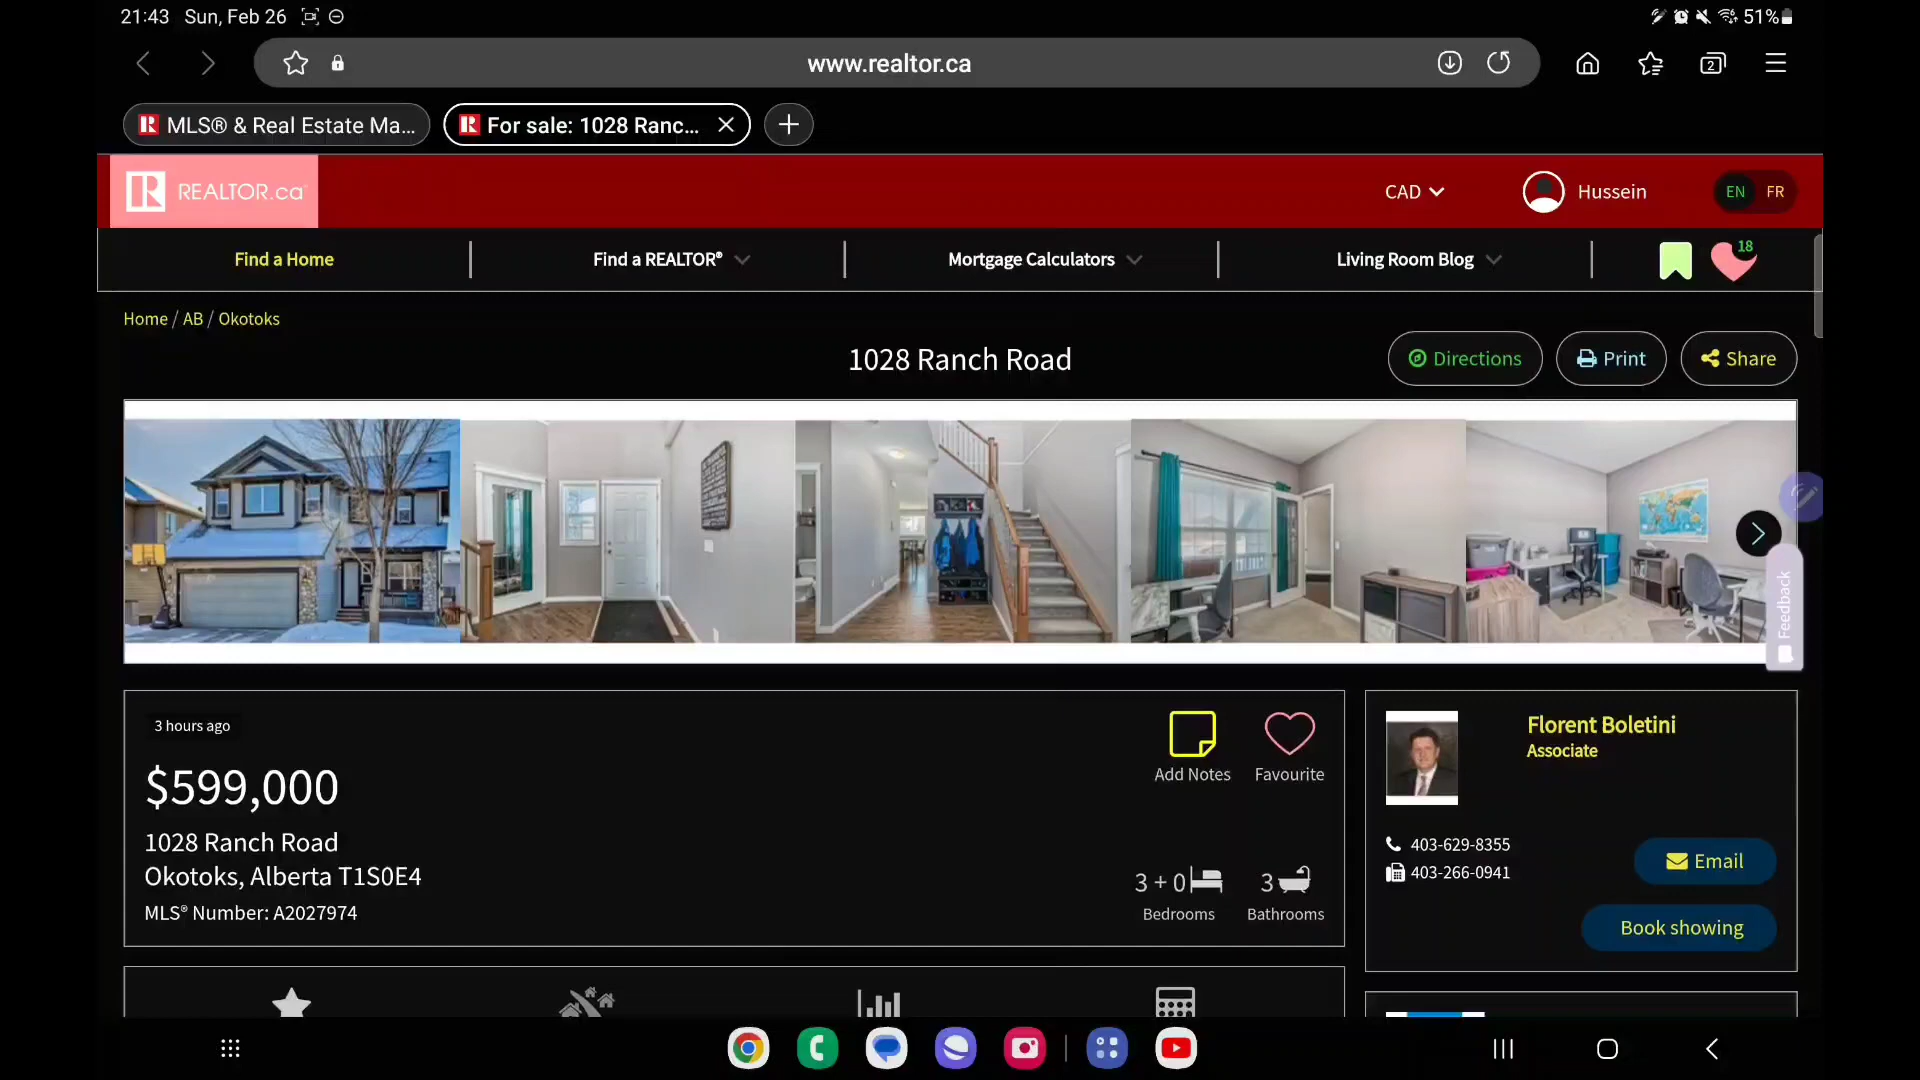 21:43 Sun, Feb 26
51%
www.realtor.ca
2
MLS® & Real Estate Ma...
For sale: 1028 Ranc...
REALTOR.ca
CAD
Hussein
EN FR
Find a Home
Find a REALTOR®
Mortgage Calculators
Living Room Blog
18
Home / AB / Okotoks
1028 Ranch Road
Directions
Print
Share
Feedback
3 hours ago
Add Notes
Favourite
$599,000
1028 Ranch Road
Okotoks, Alberta T1S0E4
MLS® Number: A2027974
3 + 0
Bedrooms
3
Bathrooms
Florent Boletini
Associate
403-629-8355
403-266-0941
Email
Book showing